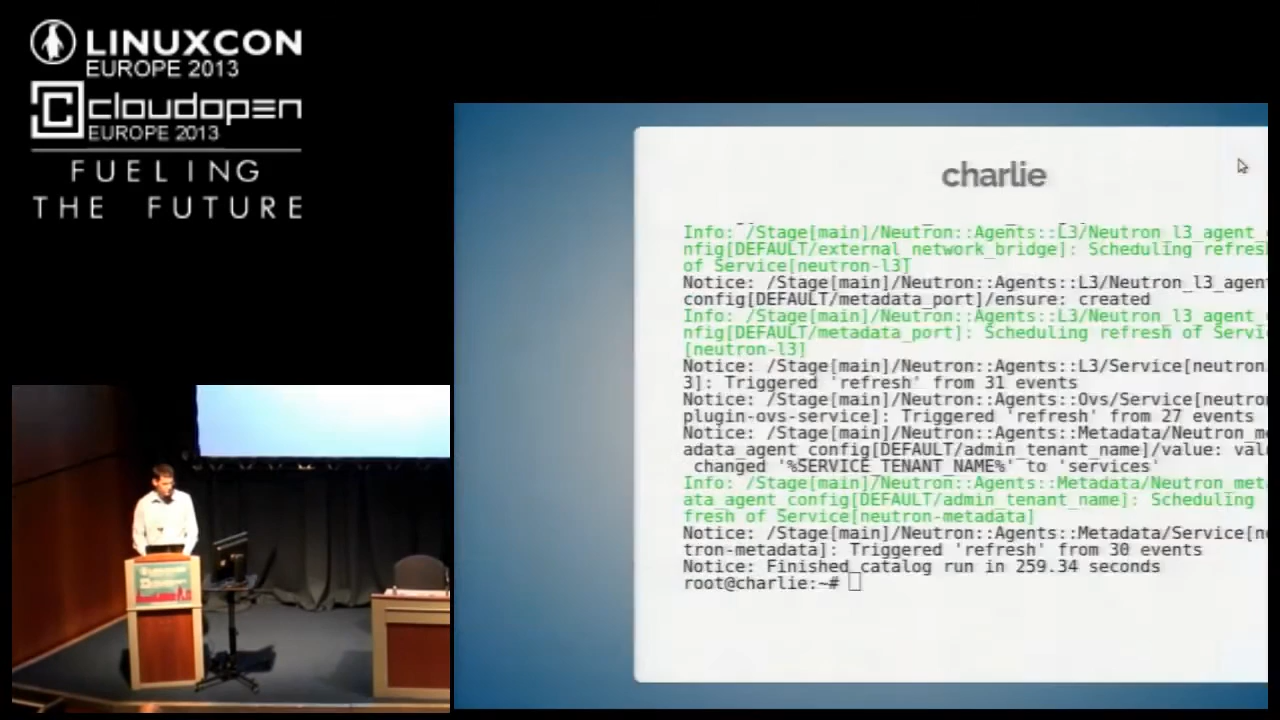 LINUXCON
EUROPE 2013
cloudopen
EUROPE 2013
FUELING
THE FUTURE
charlie
Info: /Stage[main]/Neutron::Agents::L3/Neutron_l3_agent_
nfig[DEFAULT/external_network_bridge]: Scheduling refres
of Service[neutron-l3]
Notice: /Stage[main]/Neutron::Agents::L3/Neutron_l3_agent
config[DEFAULT/metadata_port]/ensure: created
Info: /Stage[main]/Neutron::Agents::L3/Neutron_l3_agent_
nfig[DEFAULT/metadata_port]: Scheduling refresh of Servi
[neutron-l3]
Notice: /Stage[main]/Neutron::Agents::L3/Service[neutron
3]: Triggered 'refresh' from 31 events
Notice: /Stage[main]/Neutron::Agents::Ovs/Service[neutro
plugin-ovs-service]: Triggered 'refresh' from 27 events
Notice: /Stage[main]/Neutron::Agents::Metadata/Neutron_m
adata_agent_config[DEFAULT/admin_tenant_name]/value: val
changed '%SERVICE_TENANT_NAME%' to 'services'
Info: /Stage[main]/Neutron::Agents::Metadata/Neutron_met
ata_agent_config[DEFAULT/admin_tenant_name]: Scheduling
fresh of Service[neutron-metadata]
Notice: /Stage[main]/Neutron::Agents::Metadata/Service[n
tron-metadata]: Triggered 'refresh' from 30 events
Notice: Finished catalog run in 259.34 seconds
root@charlie:~#